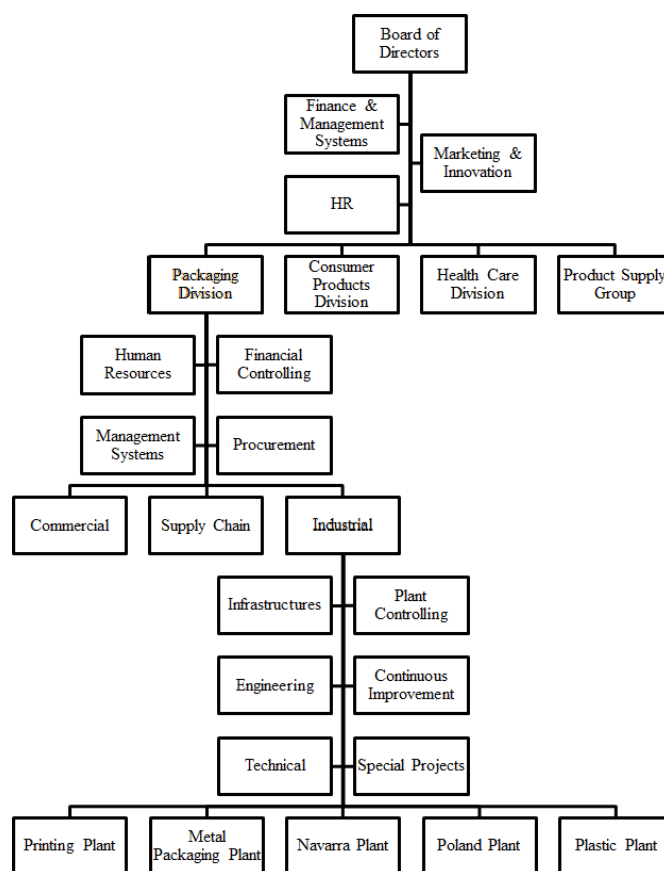 Board of
Directors
Finance &
Management
Systems
Marketing &
Innovation
HR
Packaging
Division
Consumer
Products
Division
Health Care
Division
Product Supply
Group
Human
Resources
Financial
Controlling
Management
Systems
Procurement
Commercial
Supply Chain
Industrial
Infrastructures
Plant
Controlling
Engineering
Continuous
Improvement
Technical
Special Projects
Printing Plant
Metal
Packaging Plant
Navarra Plant
Poland Plant
Plastic Plant